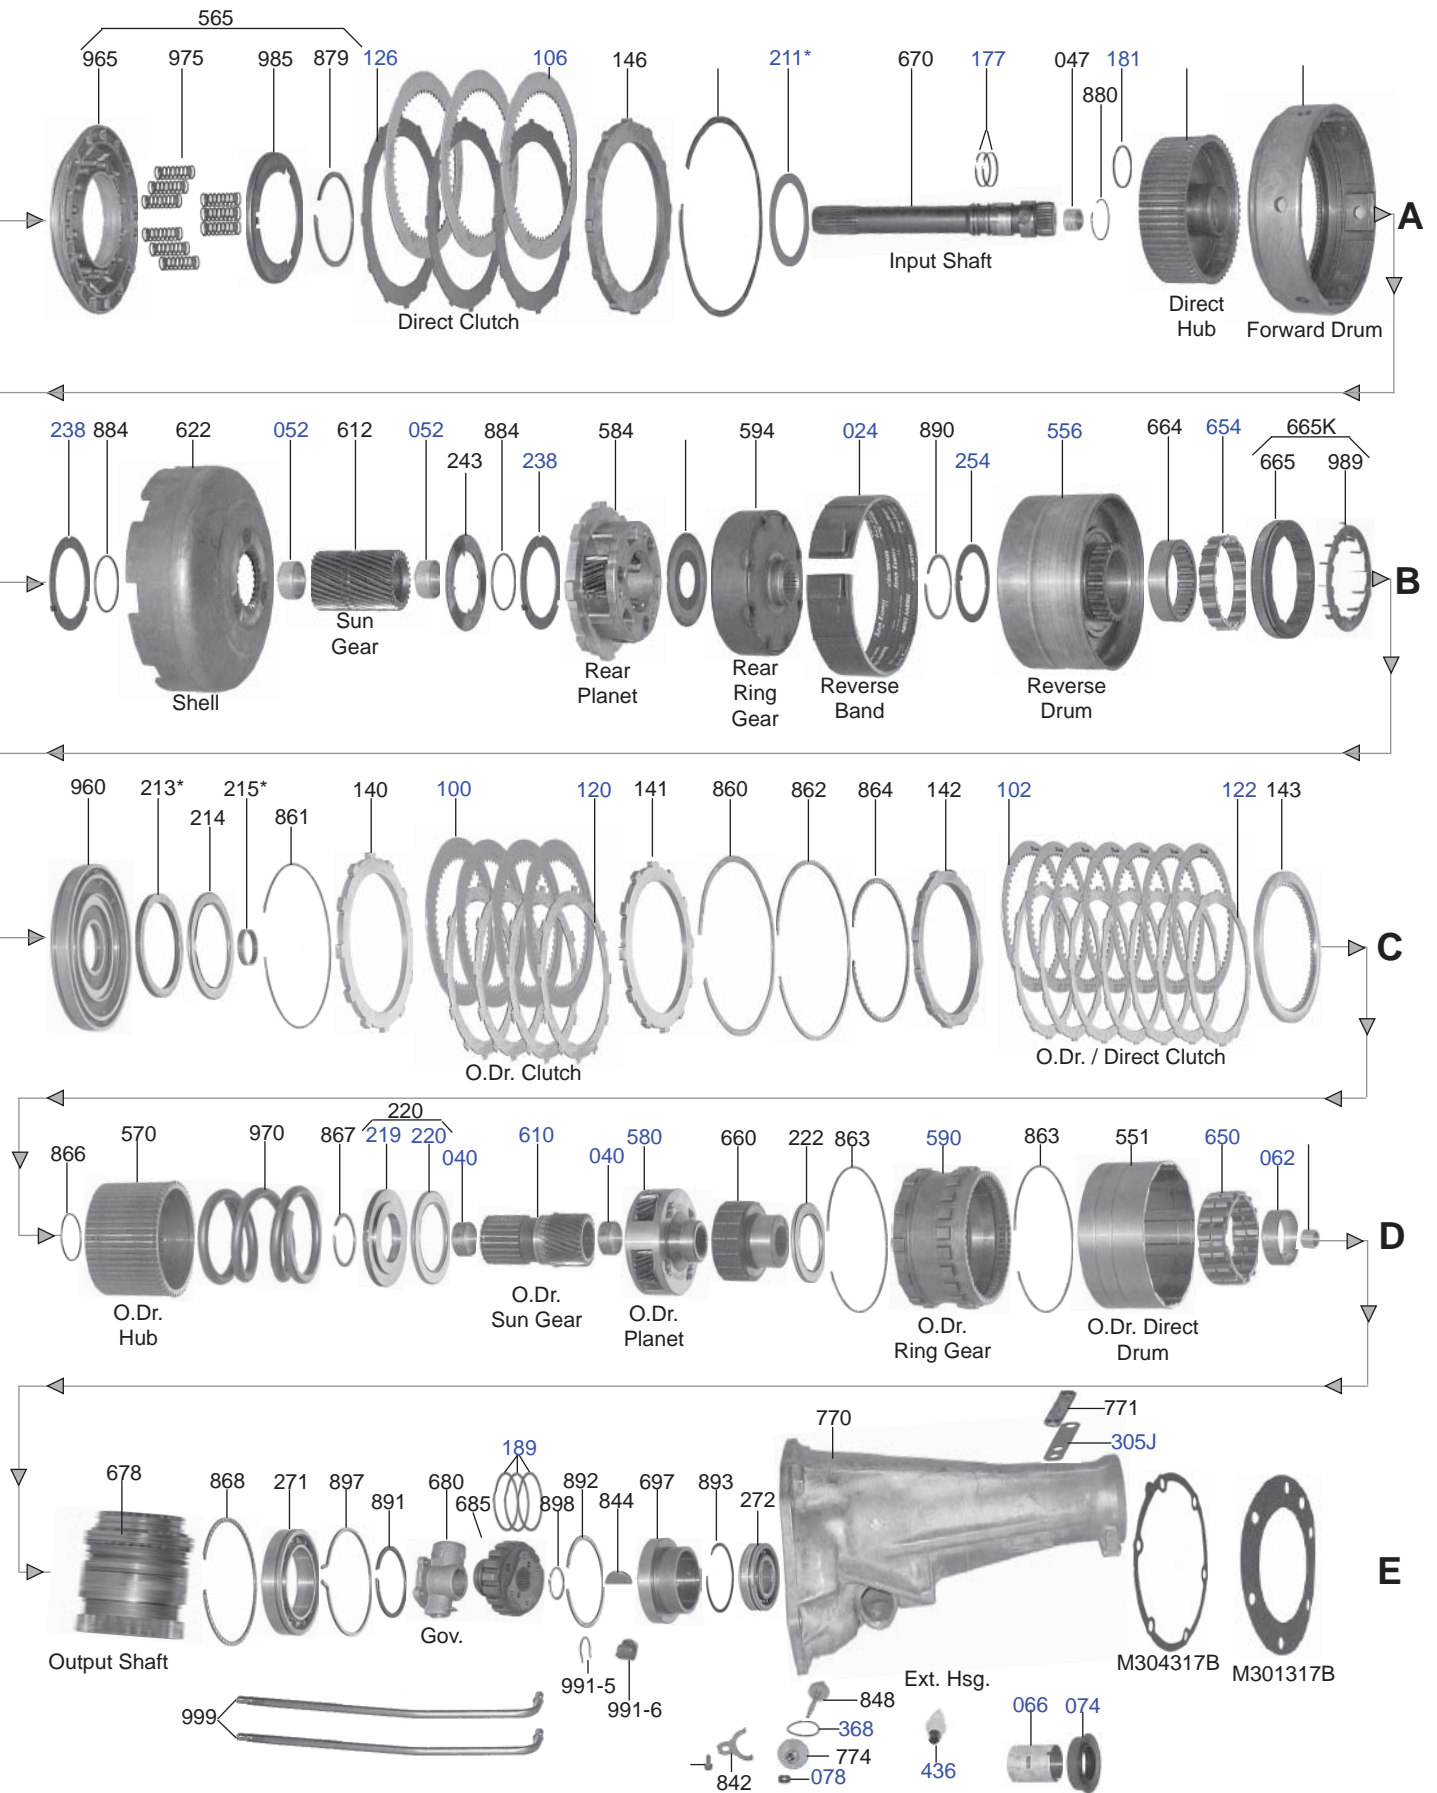 565
965 975 985 879 126 106 146 211* 670 177 047 181
880
Input Shaft
Direct Clutch
Direct
Hub
Forward Drum
A
238 884 622 052 612 052 884 584 594 024 890 556 664 654 665K
243 238 254 665 989
Sun
Gear
Shell
Rear
Planet
Rear
Ring
Gear
Reverse
Band
Reverse
Drum
B
960 213* 215* 140 100 120 141 860 862 864 142 102 122 143
214 861
O.Dr. Clutch
O.Dr. / Direct Clutch
C
220
570 970 867 219 220 610 580 660 222 863 590 863 551 650
866 040 040 062
O.Dr.
Hub
O.Dr.
Sun Gear
O.Dr.
Planet
O.Dr.
Ring Gear
O.Dr. Direct
Drum
D
770 771
305J
189
678 868 271 897 680 892 697 893
891 685 898 844 272
Output Shaft
Gov.
Ext. Hsg.
M304317B M301317B
E
991-5
991-6
999
848
368
774
842 078
436
066 074